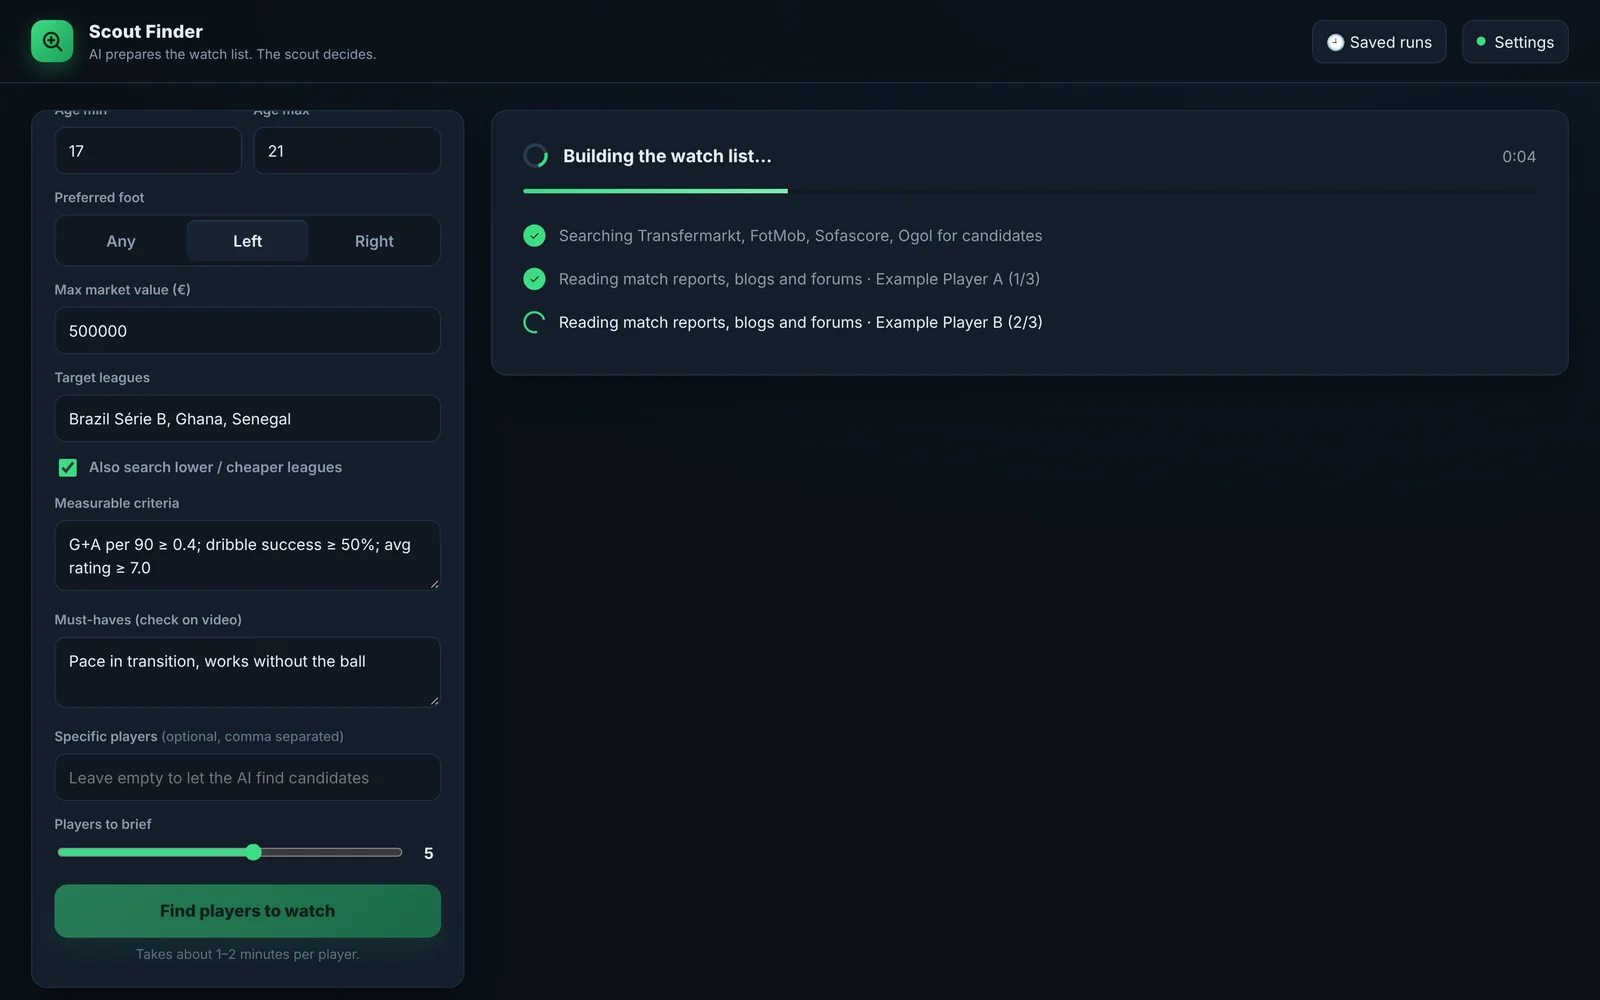 Scout Finder
AI prepares the watch list. The scout decides.
Saved runs
Settings
Age min
Age max
17
21
Preferred foot
Any
Left
Right
Max market value (€)
500000
Target leagues
Brazil Série B, Ghana, Senegal
Also search lower / cheaper leagues
Measurable criteria
G+A per 90 ≥ 0.4; dribble success ≥ 50%; avg
rating ≥ 7.0
Must-haves (check on video)
Pace in transition, works without the ball
Specific players (optional, comma separated)
Leave empty to let the AI find candidates
Players to brief
5
Find players to watch
Takes about 1–2 minutes per player.
Building the watch list…
0:04
Searching Transfermarkt, FotMob, Sofascore, Ogol for candidates
Reading match reports, blogs and forums · Example Player A (1/3)
Reading match reports, blogs and forums · Example Player B (2/3)